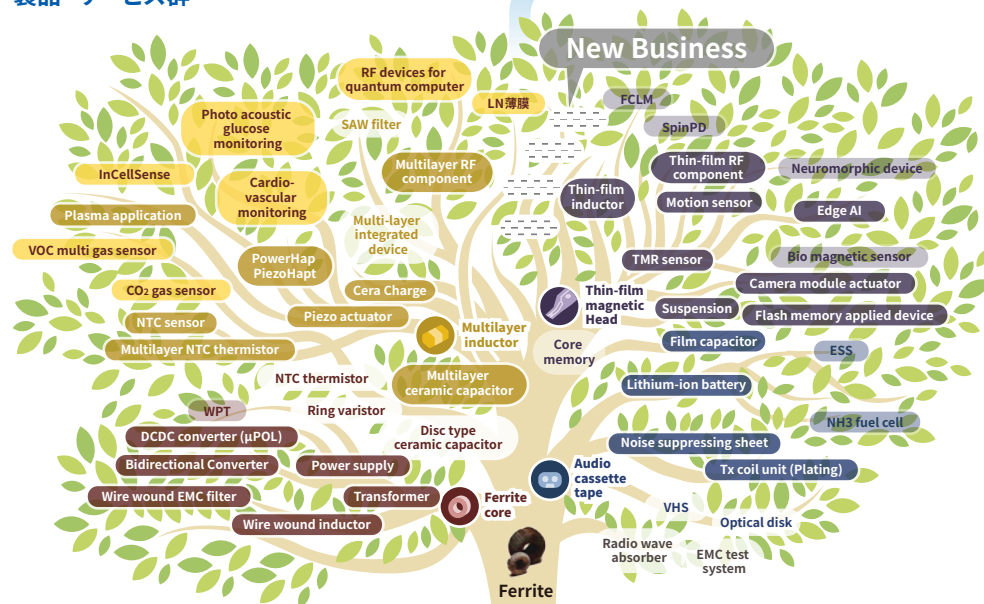 製品・サービス群
New Business
RF devices for
quantum computer
LN薄膜
FCLM
SpinPD
Photo acoustic
glucose
monitoring
SAW filter
Multilayer RF
component
Thin-film RF
component
Neuromorphic device
InCellSense
Cardio-
vascular
monitoring
Thin-film
inductor
Motion sensor
Edge AI
Plasma application
Multi-layer
integrated
device
VOC multi gas sensor
PowerHap
PiezoHapt
TMR sensor
Bio magnetic sensor
CO₂ gas sensor
Cera Charge
Camera module actuator
Thin-film
magnetic
Head
Suspension
Flash memory applied device
NTC sensor
Piezo actuator
Multilayer
inductor
Multilayer NTC thermistor
Core
memory
Film capacitor
ESS
NTC thermistor
Multilayer
ceramic capacitor
Lithium-ion battery
WPT
Ring varistor
NH3 fuel cell
DCDC converter (μPOL)
Disc type
ceramic capacitor
Noise suppressing sheet
Bidirectional Converter
Power supply
Tx coil unit (Plating)
Audio
cassette
tape
Wire wound EMC filter
Transformer
Ferrite
core
VHS
Wire wound inductor
Optical disk
Radio wave
absorber
EMC test
system
Ferrite